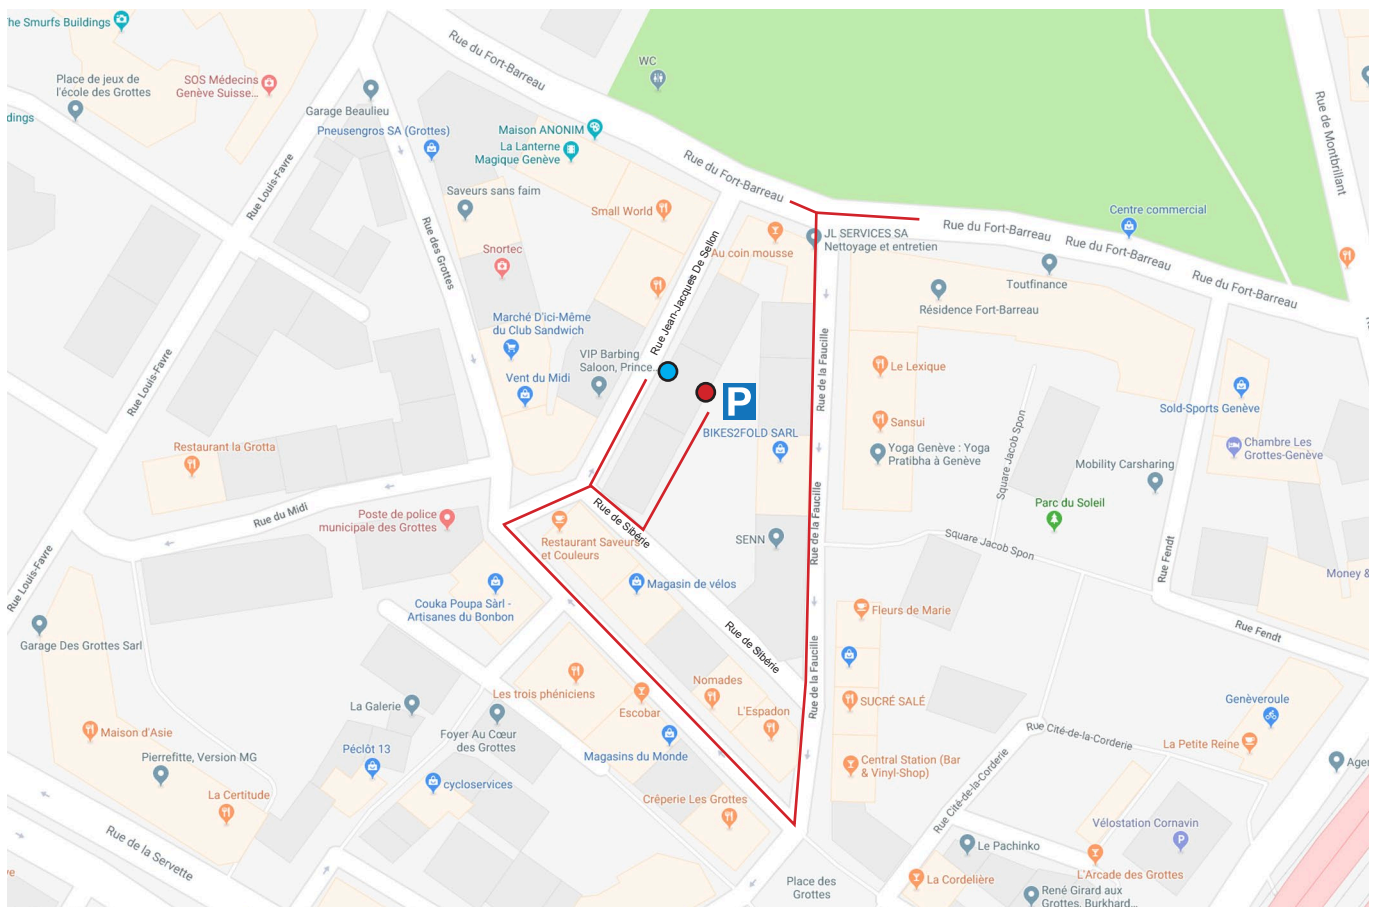 he Smurfs Buildings
Place de jeux de
l'école des Grottes
SOS Médecins
Genève Suisse...
dings
Garage Beaulieu
Pneusengros SA (Grottes)
Rue Louis-Favre
Rue du Fort-Barreau
WC
Maison ANONIM
La Lanterne
Magique Genève
Saveurs sans faim
Rue du Fort-Barreau
Rue de Montbrillant
Small World
Snortec
Rue des Grottes
Rue Jean-Jacques De Sellon
Au coin mousse
JL SERVICES SA
Nettoyage et entretien
Centre commercial
Rue du Fort-Barreau
Rue du Fort-Barreau
Rue du Fort-Barreau
Toutfinance
Résidence Fort-Barreau
Marché D'ici-Même
du Club Sandwich
VIP Barbing
Saloon, Prince...
Vent du Midi
Rue Louis-Favre
Rue de la Faucille
Le Lexique
Sansui
P
BIKES2FOLD SARL
Sold-Sports Genève
Chambre Les
Grottes-Genève
Yoga Genève : Yoga
Pratibha à Genève
Square Jacob Spon
Mobility Carsharing
Parc du Soleil
Restaurant la Grotta
Rue du Midi
Poste de police
municipale des Grottes
Rue de Sibérie
Restaurant Saveurs
et Couleurs
SENN
Rue de la Faucille
Square Jacob Spon
Rue Fendt
Money &
Rue Louis-Favre
Magasin de vélos
Couka Poupa Sàrl -
Artisanes du Bonbon
Fleurs de Marie
Rue Fendt
Garage Des Grottes Sarl
Rue de Sibérie
Rue de la Faucille
Nomades
Les trois phéniciens
Escobar
L'Espadon
SUCRÉ SALÉ
Genèveroule
La Galerie
Foyer Au Cœur
des Grottes
Maison d'Asie
Pierrefitte, Version MG
Péclôt 13
Magasins du Monde
Rue Cité-de-la-Corderie
La Petite Reine
Central Station (Bar
& Vinyl-Shop)
Agen
cycloservices
La Certitude
Crêperie Les Grottes
Rue Cité-de-la-Corderie
Vélostation Cornavin
P
Rue de la Servette
Le Pachinko
ve
Place des
Grottes
La Cordelière
L'Arcade des Grottes
René Girard aux
Grottes, Burkhard...